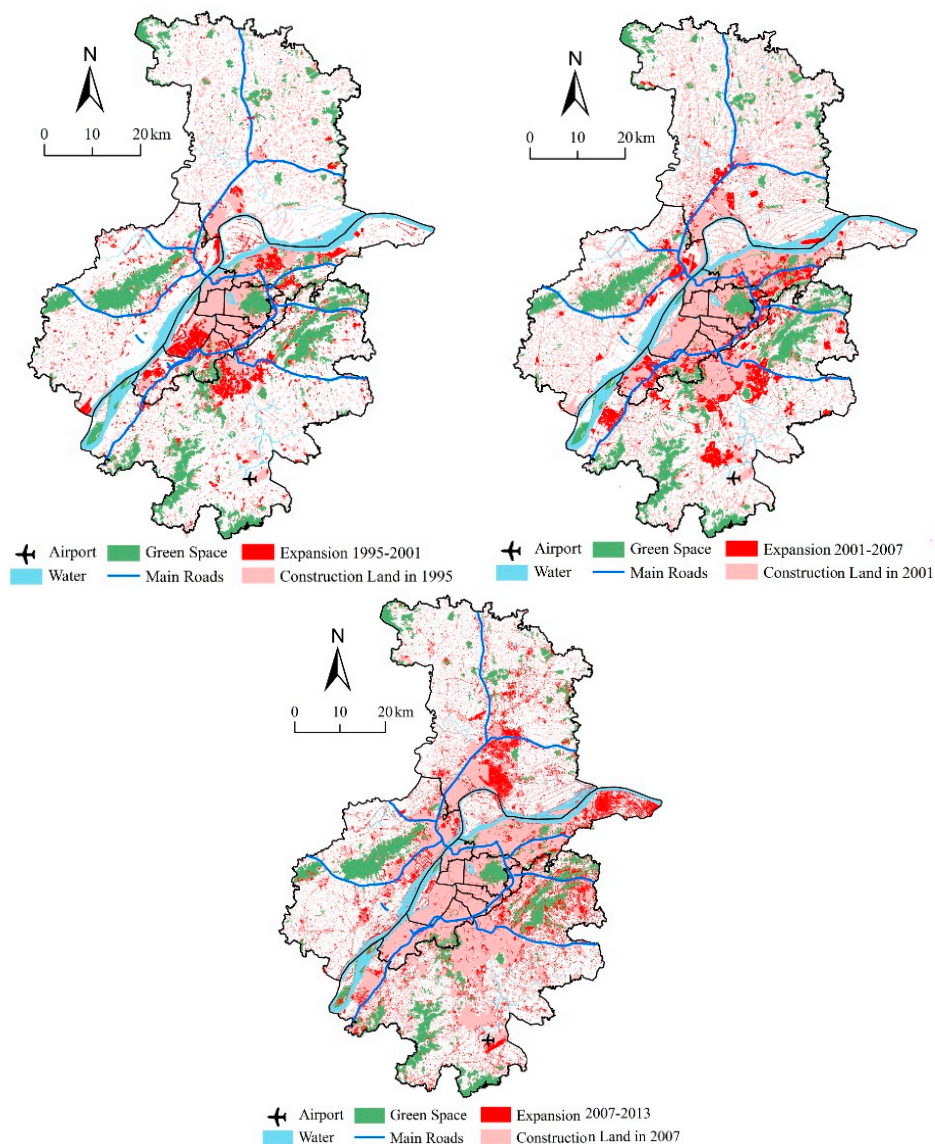 N
0 10 20 km
Airport Green Space Expansion 1995-2001
Water Main Roads Construction Land in 1995
N
0 10 20 km
Airport Green Space Expansion 2001-2007
Water Main Roads Construction Land in 2001
N
0 10 20 km
Airport Green Space Expansion 2007-2013
Water Main Roads Construction Land in 2007